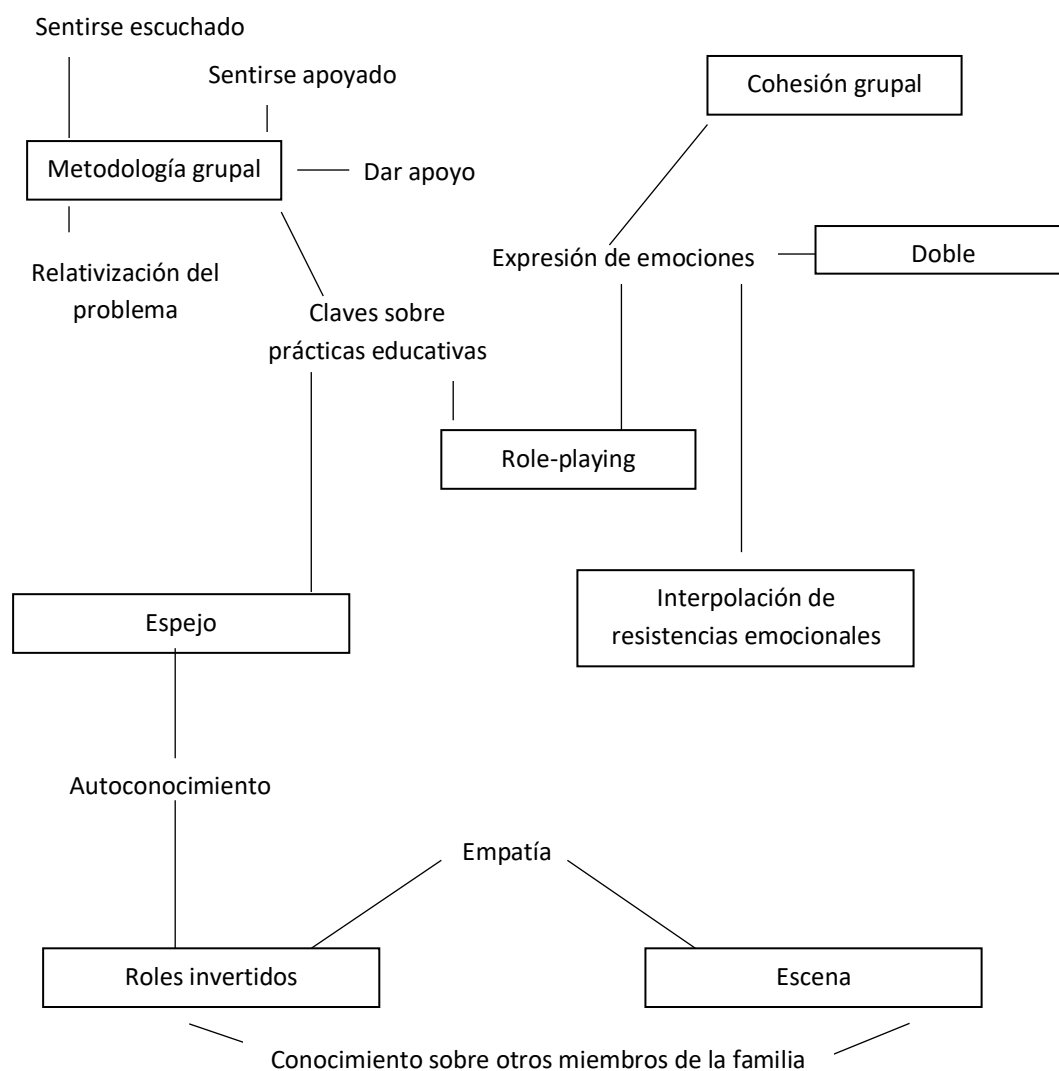 Sentirse escuchado
Sentirse apoyado
Cohesión grupal
Metodología grupal
Dar apoyo
Expresión de emociones
Doble
Relativización del
problema
Claves sobre
prácticas educativas
Role-playing
Interpolación de
resistencias emocionales
Espejo
Autoconocimiento
Empatía
Roles invertidos
Escena
Conocimiento sobre otros miembros de la familia